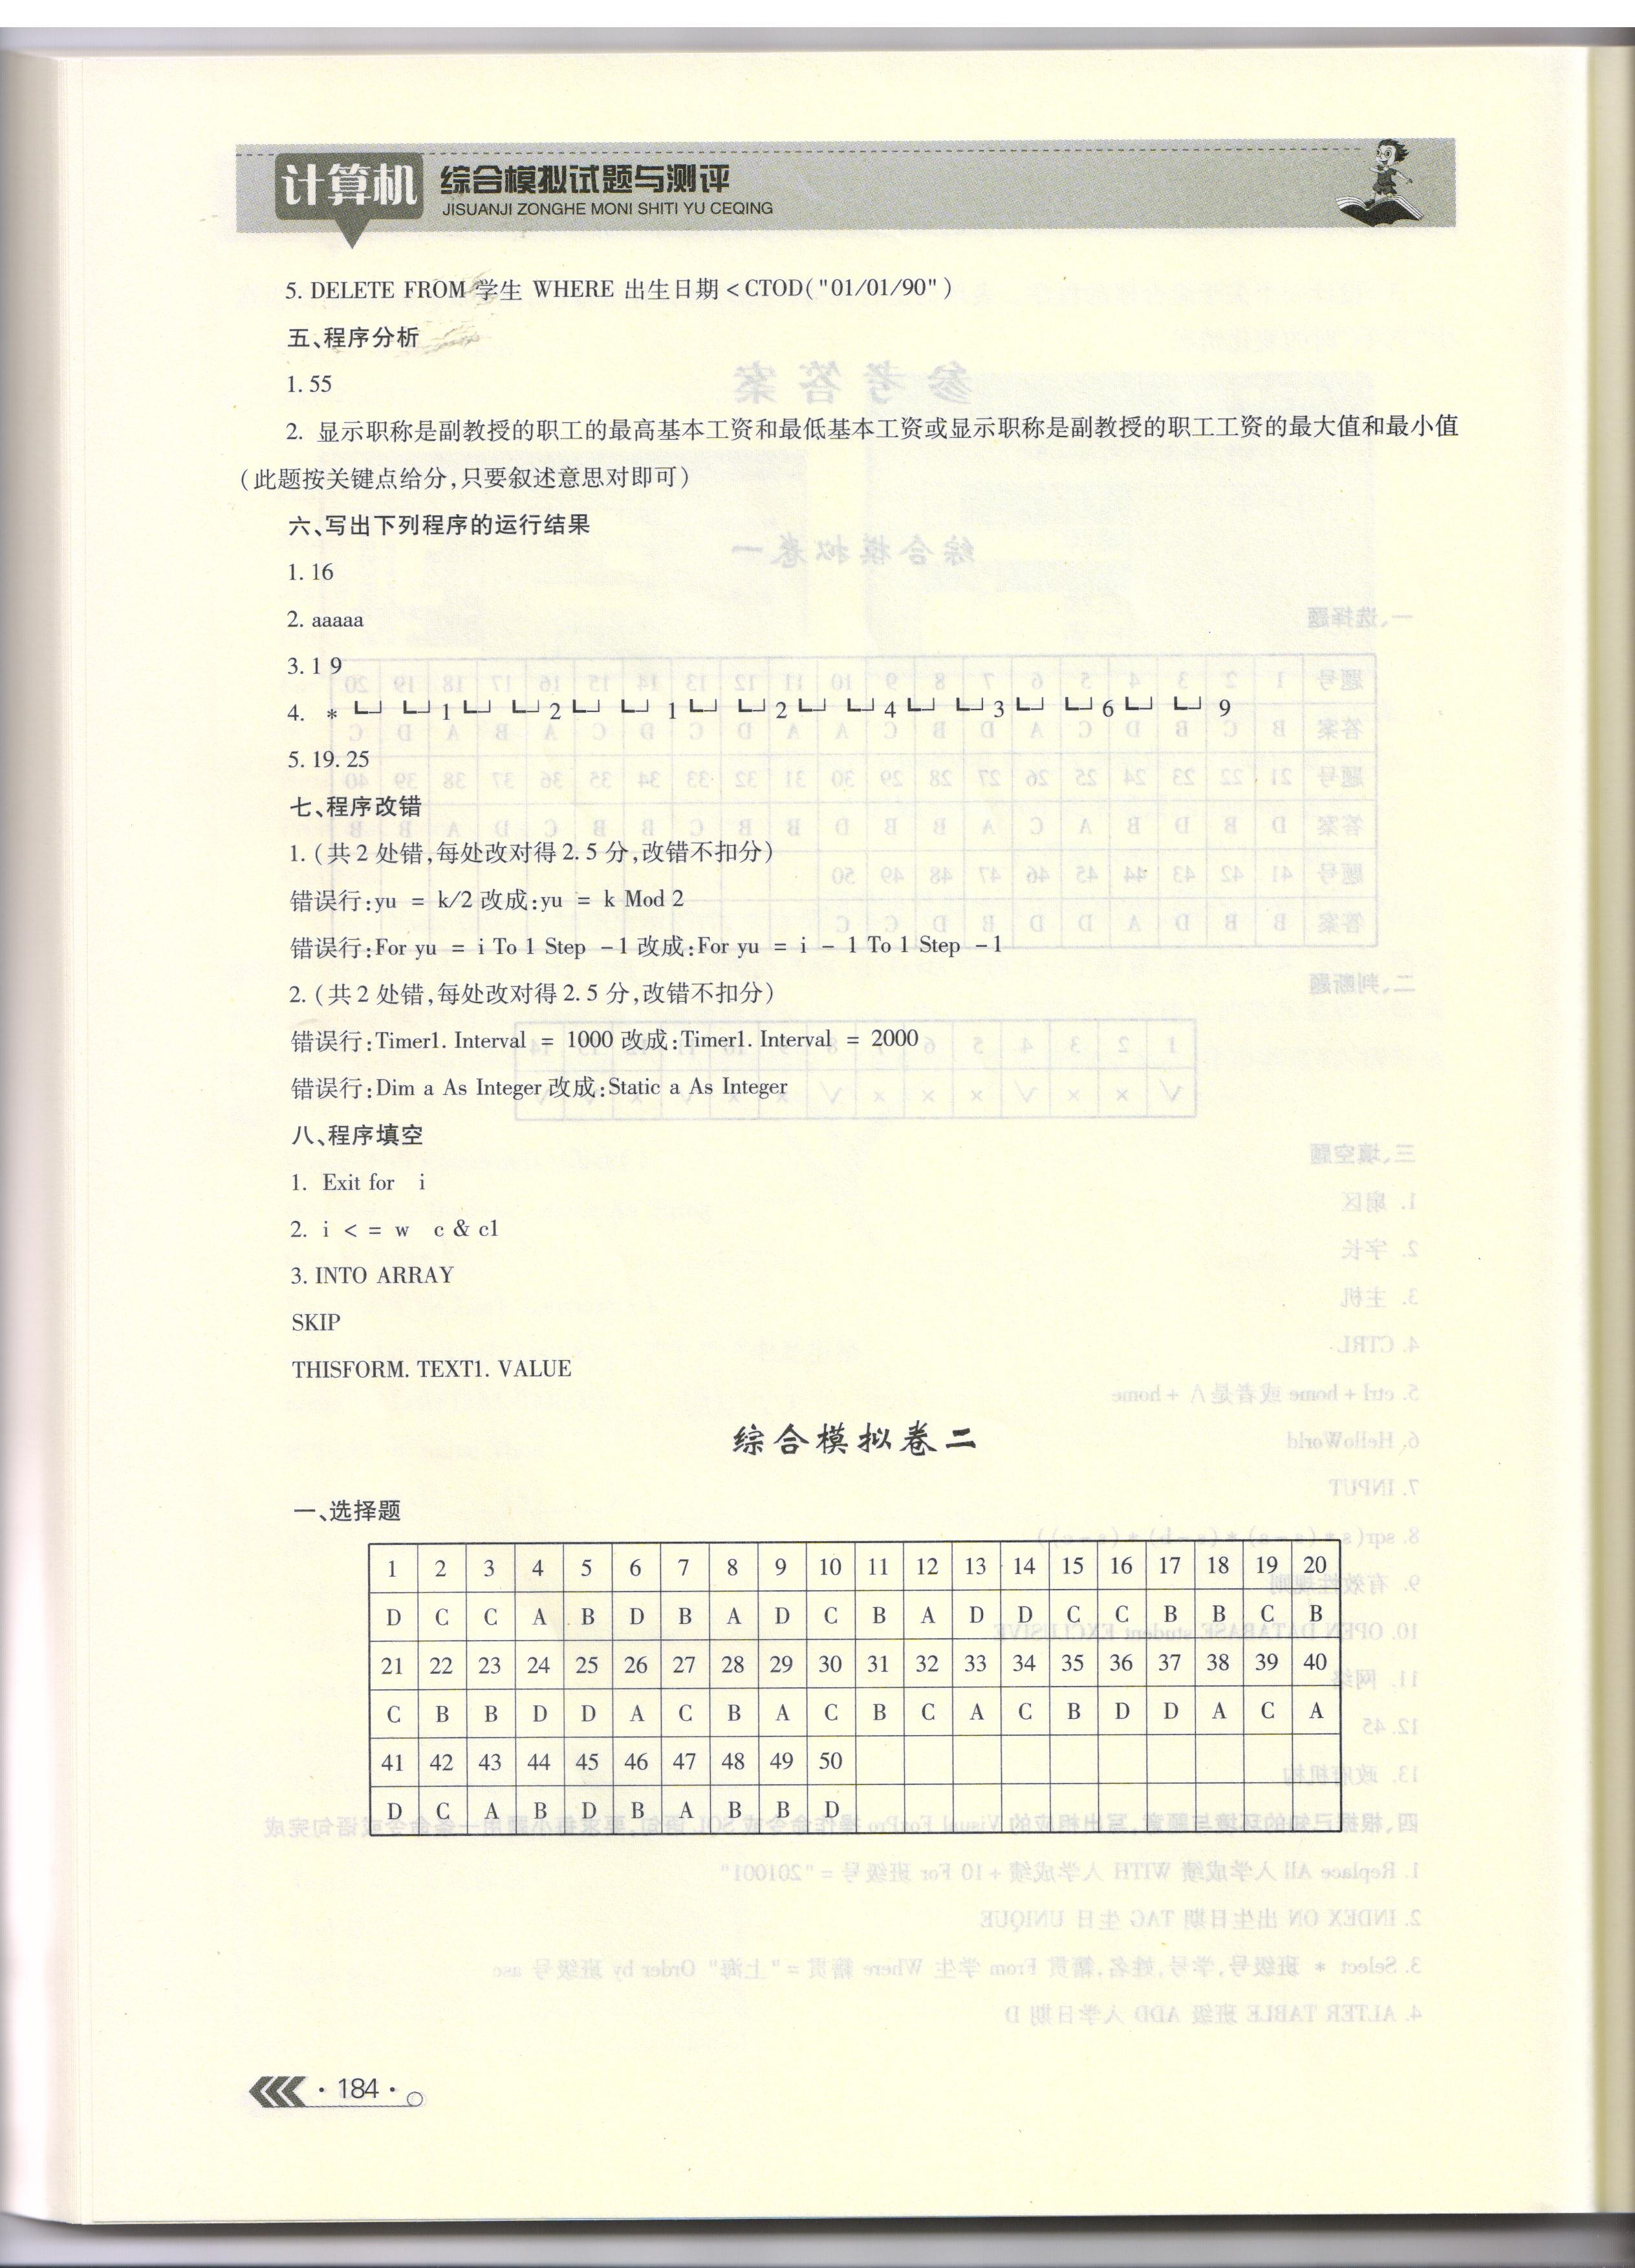 计算机 综合模拟试题与测评
JISUANJI ZONGHE MONI SHITI YU CEQING
5. DELETE FROM 学生 WHERE 出生日期<CTOD("01/01/90")
五、程序分析
1. 55
2. 显示职称是副教授的职工的最高基本工资和最低基本工资或显示职称是副教授的职工工资的最大值和最小值
(此题按关键点给分,只要叙述意思对即可)
六、写出下列程序的运行结果
1. 16
2. aaaaa
3. 1 9
4. * ␣ ␣ 1 ␣ ␣ 2 ␣ ␣ 1 ␣ ␣ 2 ␣ ␣ 4 ␣ ␣ 3 ␣ ␣ 6 ␣ ␣ 9
5. 19. 25
七、程序改错
1. (共2处错,每处改对得2.5分,改错不扣分)
错误行:yu = k/2 改成:yu = k Mod 2
错误行:For yu = i To 1 Step -1 改成:For yu = i - 1 To 1 Step -1
2. (共2处错,每处改对得2.5分,改错不扣分)
错误行:Timer1. Interval = 1000 改成:Timer1. Interval = 2000
错误行:Dim a As Integer 改成:Static a As Integer
八、程序填空
1. Exit for i
2. i < = w c & c1
3. INTO ARRAY
SKIP
THISFORM. TEXT1. VALUE
综合模拟卷二
一、选择题
1 2 3 4 5 6 7 8 9 10 11 12 13 14 15 16 17 18 19 20
D C C A B D B A D C B A D D C C B B C B
21 22 23 24 25 26 27 28 29 30 31 32 33 34 35 36 37 38 39 40
C B B D D A C B A C B C A C B D D A C A
41 42 43 44 45 46 47 48 49 50
D C A B D B A B B D
· 184 ·